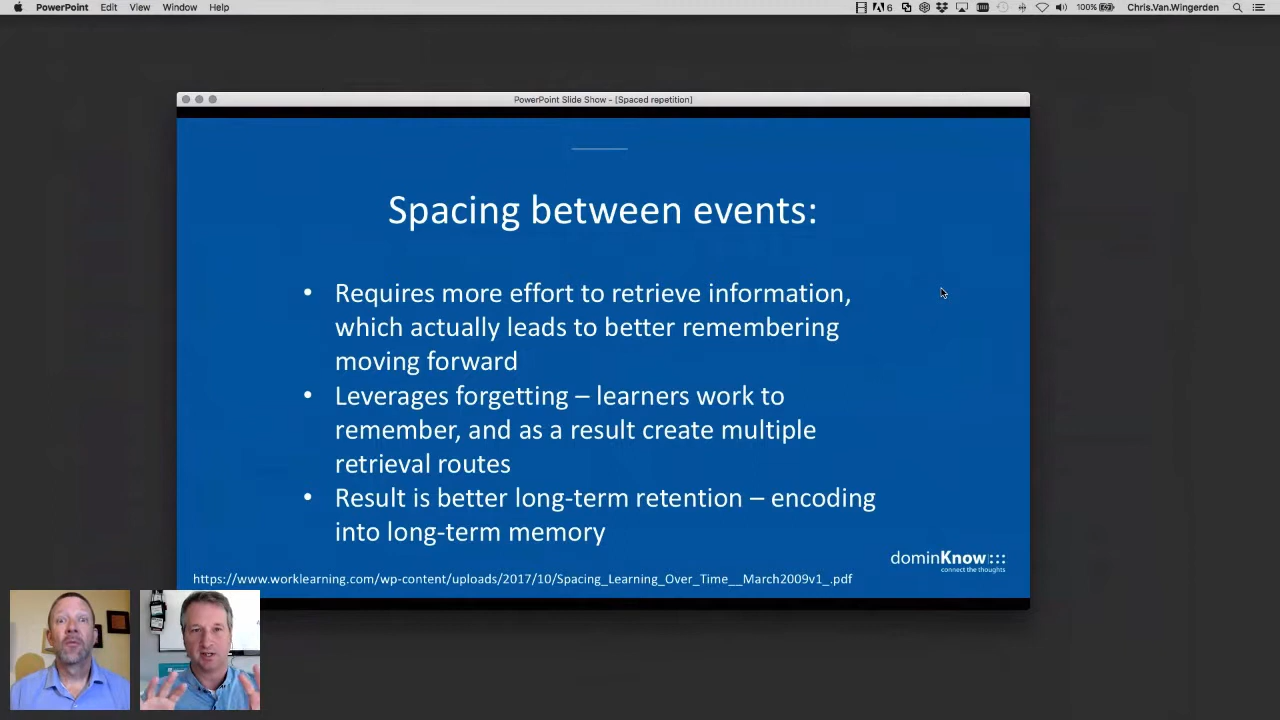 PowerPoint Edit View Window Help
6 100% Chris.Van.Wingerden
PowerPoint Slide Show - [Spaced repetition]
Spacing between events:
• Requires more effort to retrieve information,
which actually leads to better remembering
moving forward
• Leverages forgetting – learners work to
remember, and as a result create multiple
retrieval routes
• Result is better long-term retention – encoding
into long-term memory
dominKnow:::
connect the thoughts
https://www.worklearning.com/wp-content/uploads/2017/10/Spacing_Learning_Over_Time__March2009v1_.pdf